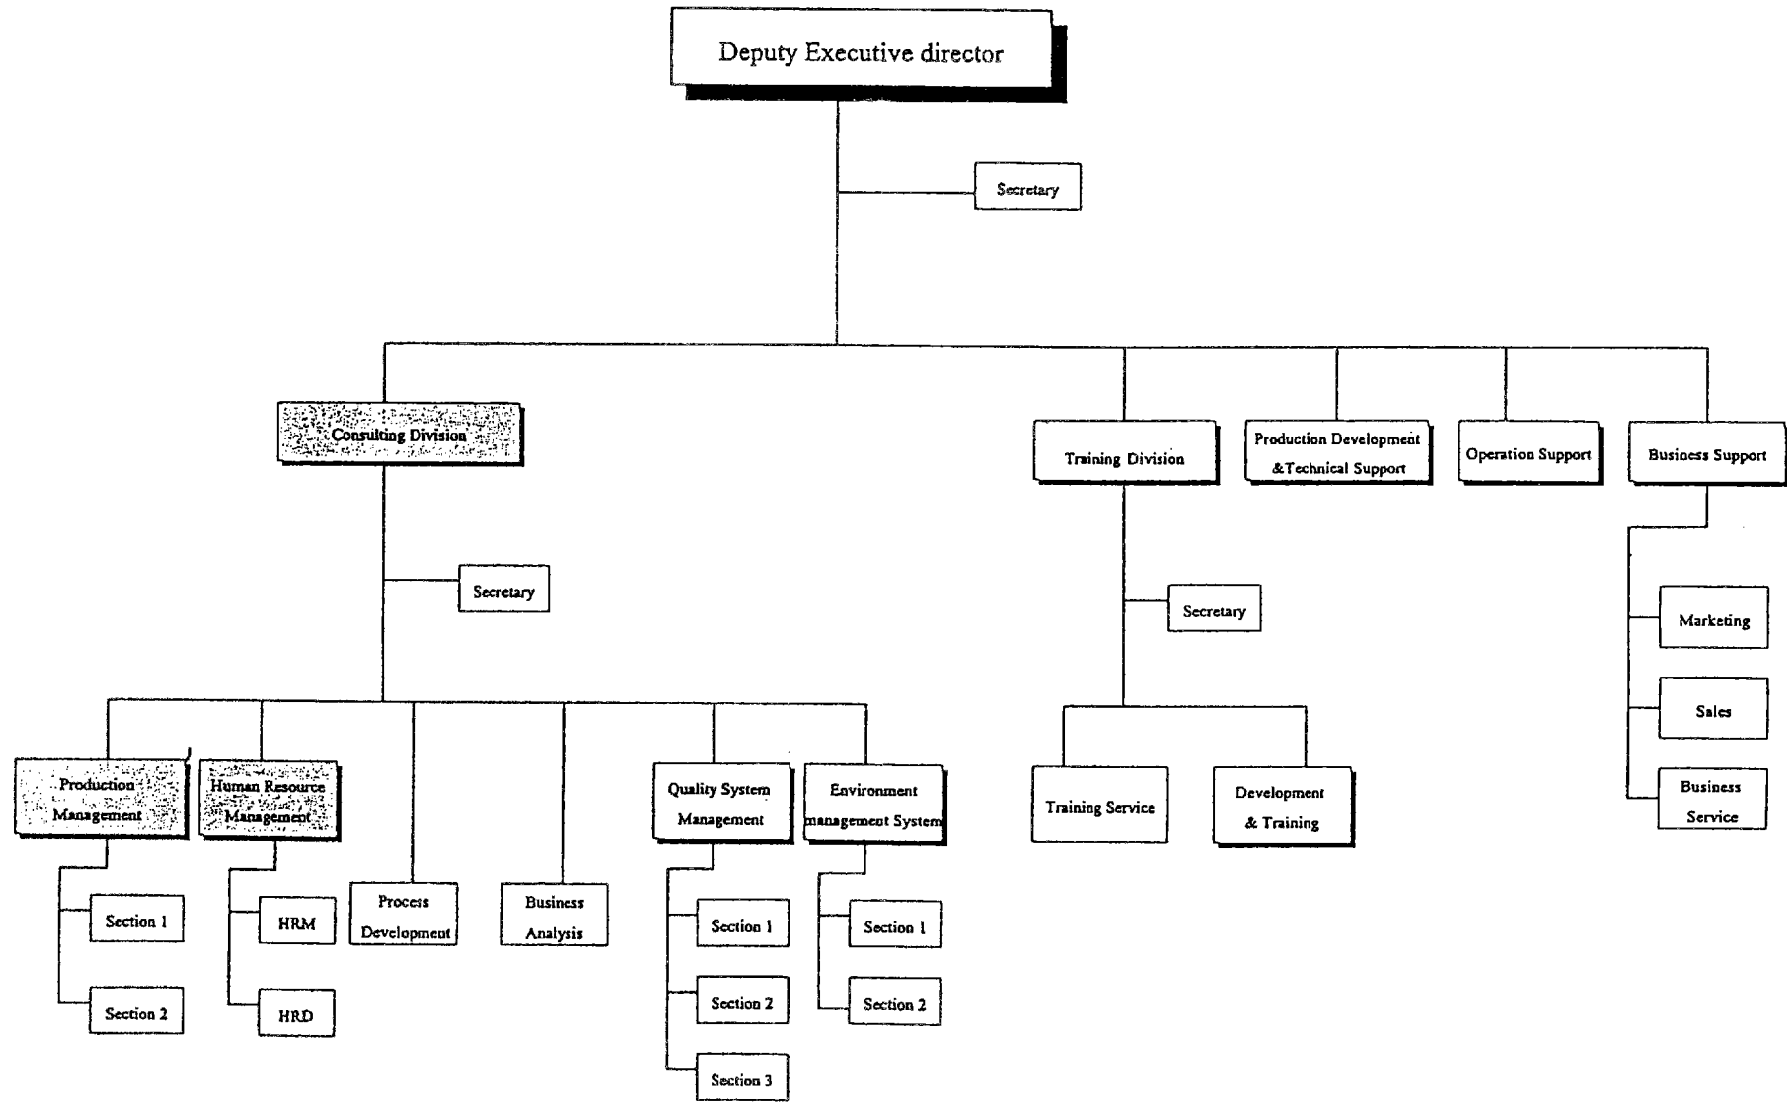 Deputy Executive director
Secretary
Consulting Division
Training Division
Production Development
&Technical Support
Operation Support
Business Support
Secretary
Secretary
Marketing
Sales
Business
Service
Production
Management
Human Resource
Management
Quality System
Management
Environment
management System
Training Service
Development
& Training
Section 1
HRM
Process
Development
Business
Analysis
Section 1
Section 1
Section 2
HRD
Section 2
Section 2
Section 3